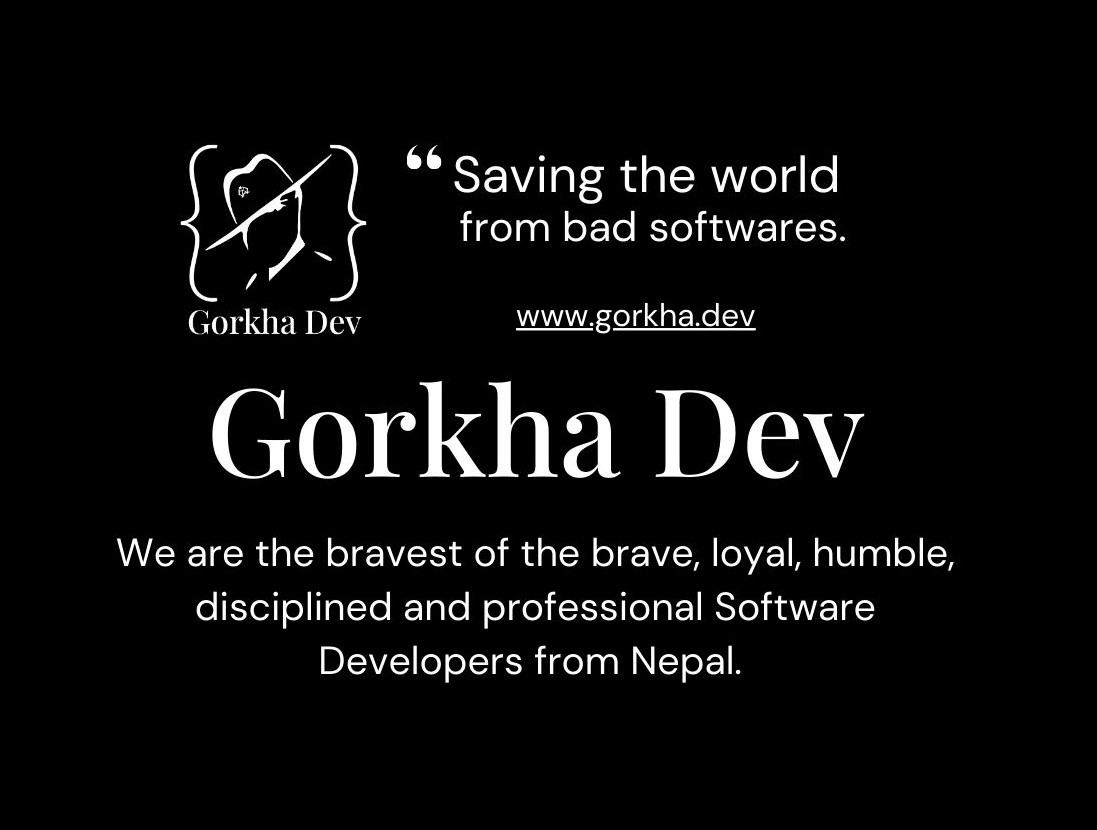 “ Saving the world
from bad softwares.
Gorkha Dev
www.gorkha.dev
Gorkha Dev
We are the bravest of the brave, loyal, humble,
disciplined and professional Software
Developers from Nepal.